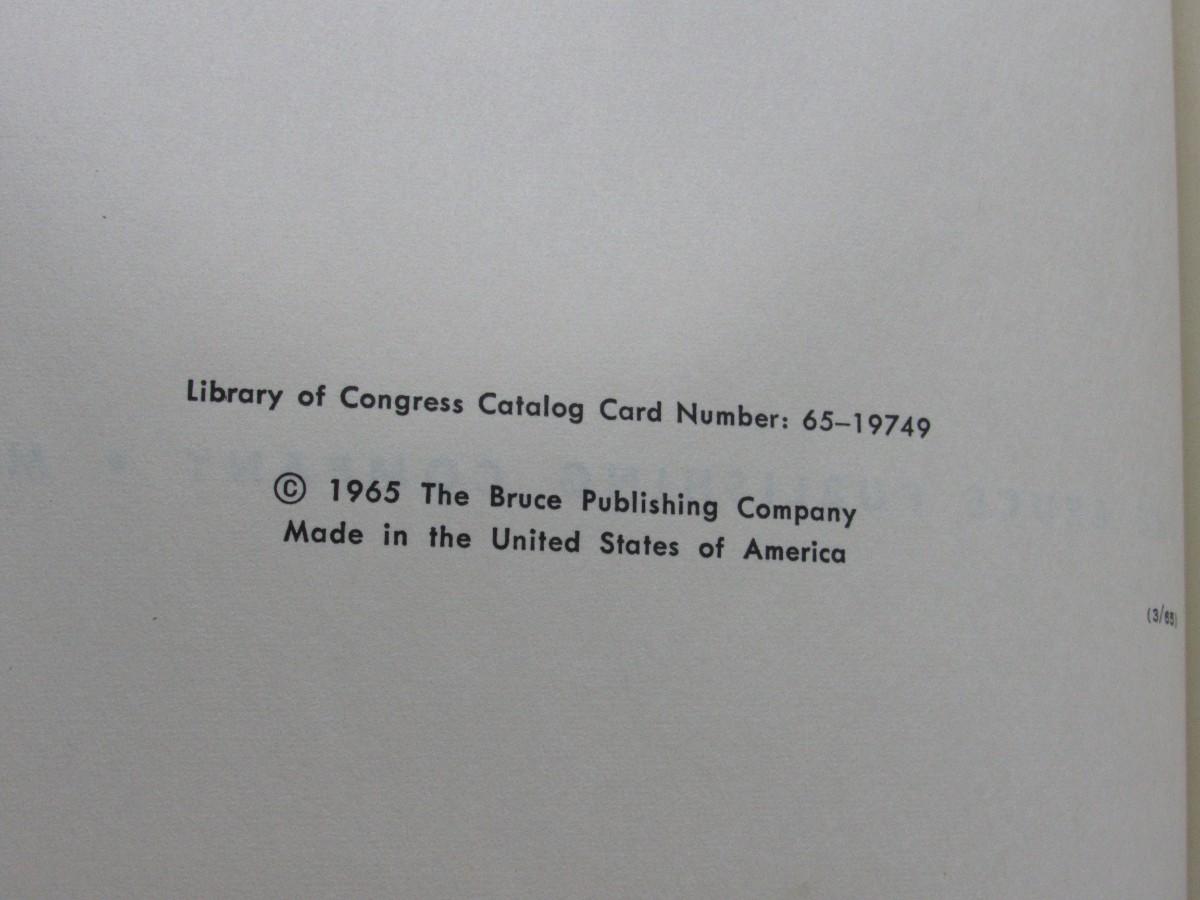 Library of Congress Catalog Card Number: 65–19749
© 1965 The Bruce Publishing Company
Made in the United States of America
(3/65)